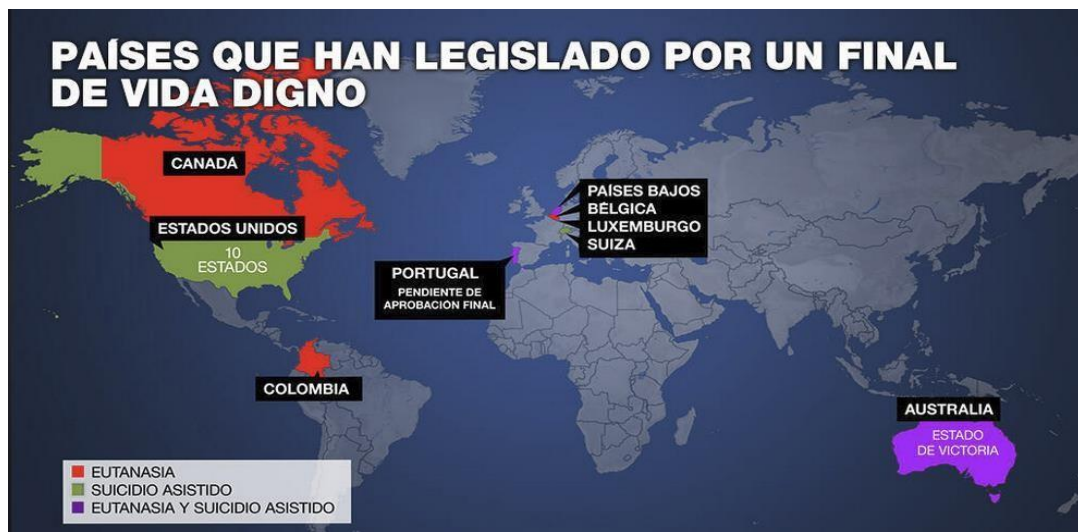 PAÍSES QUE HAN LEGISLADO POR UN FINAL
DE VIDA DIGNO
CANADÁ
ESTADOS UNIDOS
10
ESTADOS
PAÍSES BAJOS
BÉLGICA
LUXEMBURGO
SUIZA
PORTUGAL
PENDIENTE DE
APROBACIÓN FINAL
COLOMBIA
AUSTRALIA
ESTADO
DE VICTORIA
EUTANASIA
SUICIDIO ASISTIDO
EUTANASIA Y SUICIDIO ASISTIDO